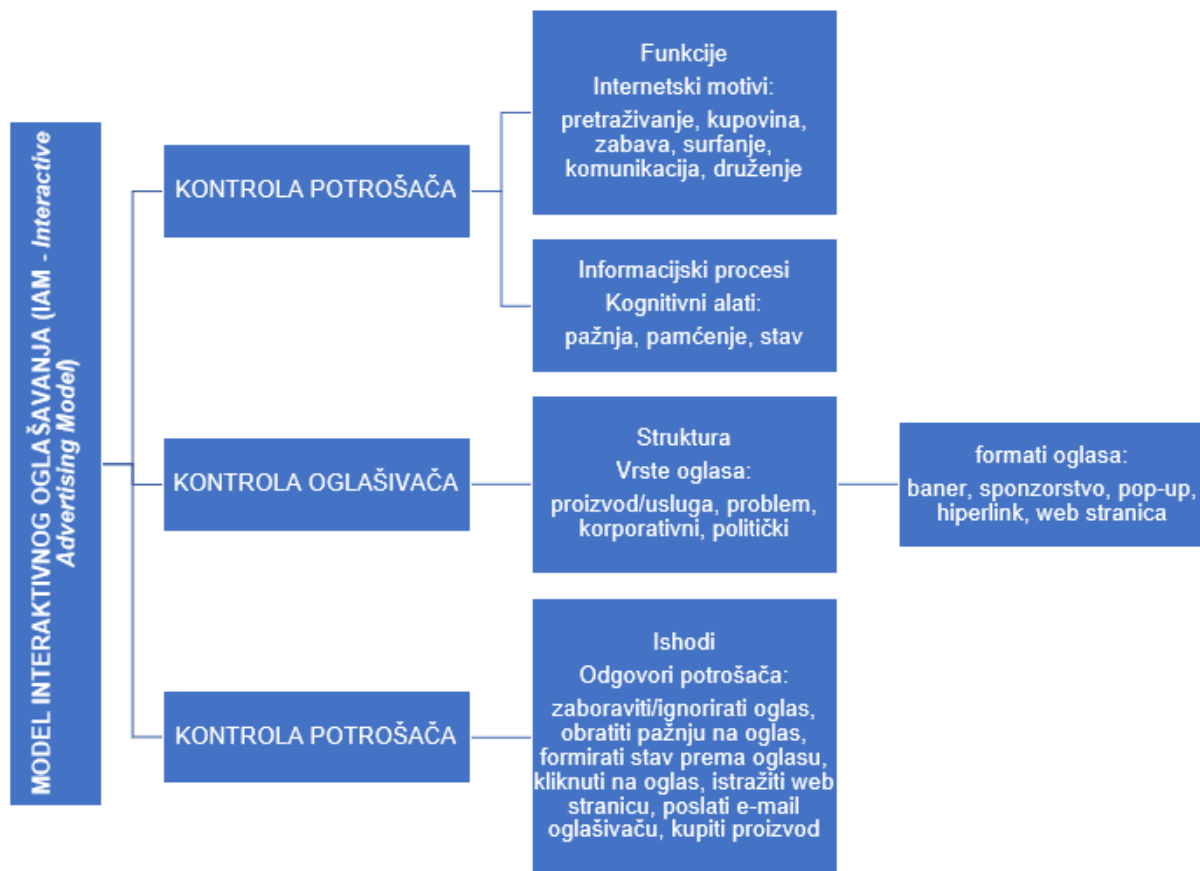 MODEL INTERAKTIVNOG OGLAŠAVANJA (IAM - Interactive
Advertising Model)
KONTROLA POTROŠAČA
Funkcije
Internetski motivi:
pretraživanje, kupovina,
zabava, surfanje,
komunikacija, druženje
Informacijski procesi
Kognitivni alati:
pažnja, pamćenje, stav
KONTROLA OGLAŠIVAČA
Struktura
Vrste oglasa:
proizvod/usluga, problem,
korporativni, politički
formati oglasa:
baner, sponzorstvo, pop-up,
hiperlink, web stranica
KONTROLA POTROŠAČA
Ishodi
Odgovori potrošača:
zaboraviti/ignorirati oglas,
obratiti pažnju na oglas,
formirati stav prema oglasu,
kliknuti na oglas, istražiti web
stranicu, poslati e-mail
oglašivaču, kupiti proizvod